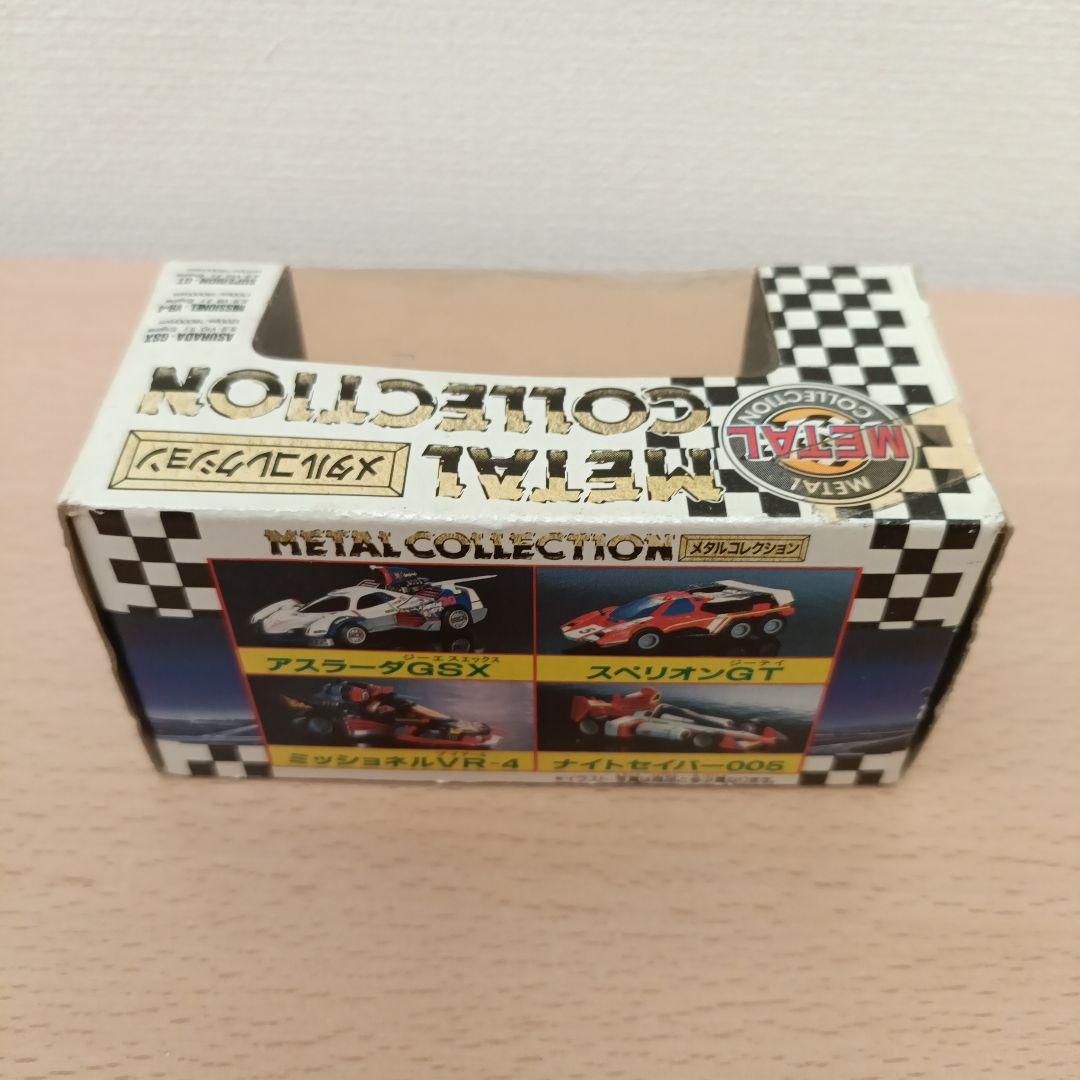 ASURADA・GSX
MISSIONEL VR-4
SUPERION・GT
METAL
COLLECTION
メタルコレクション
METAL
METAL
COLLECTION
METAL COLLECTION
メタルコレクション
ジーエスエックス
アスラーダGSX
ジーティ
スペリオンGT
ミッショネルVR-4
ナイトセイバー005